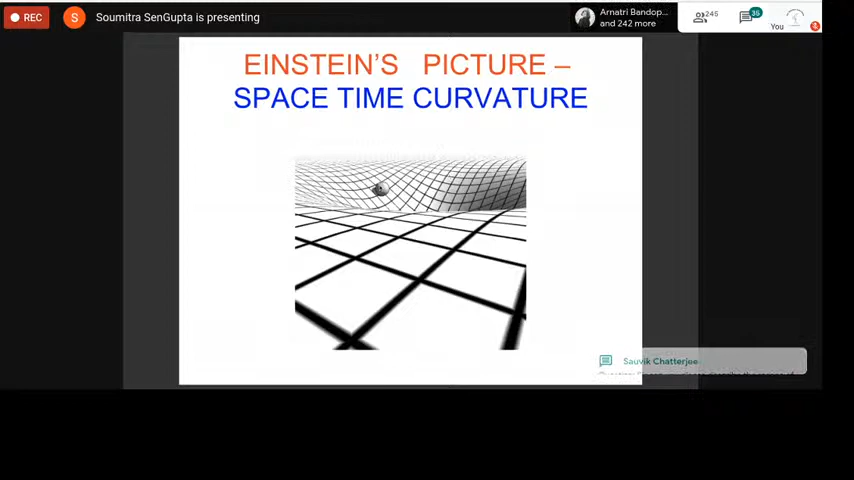 REC
S
Soumitra SenGupta is presenting
Arnatri Bandop...
and 242 more
245
35
You
EINSTEIN'S PICTURE –
SPACE TIME CURVATURE
Sauvik Chatterjee